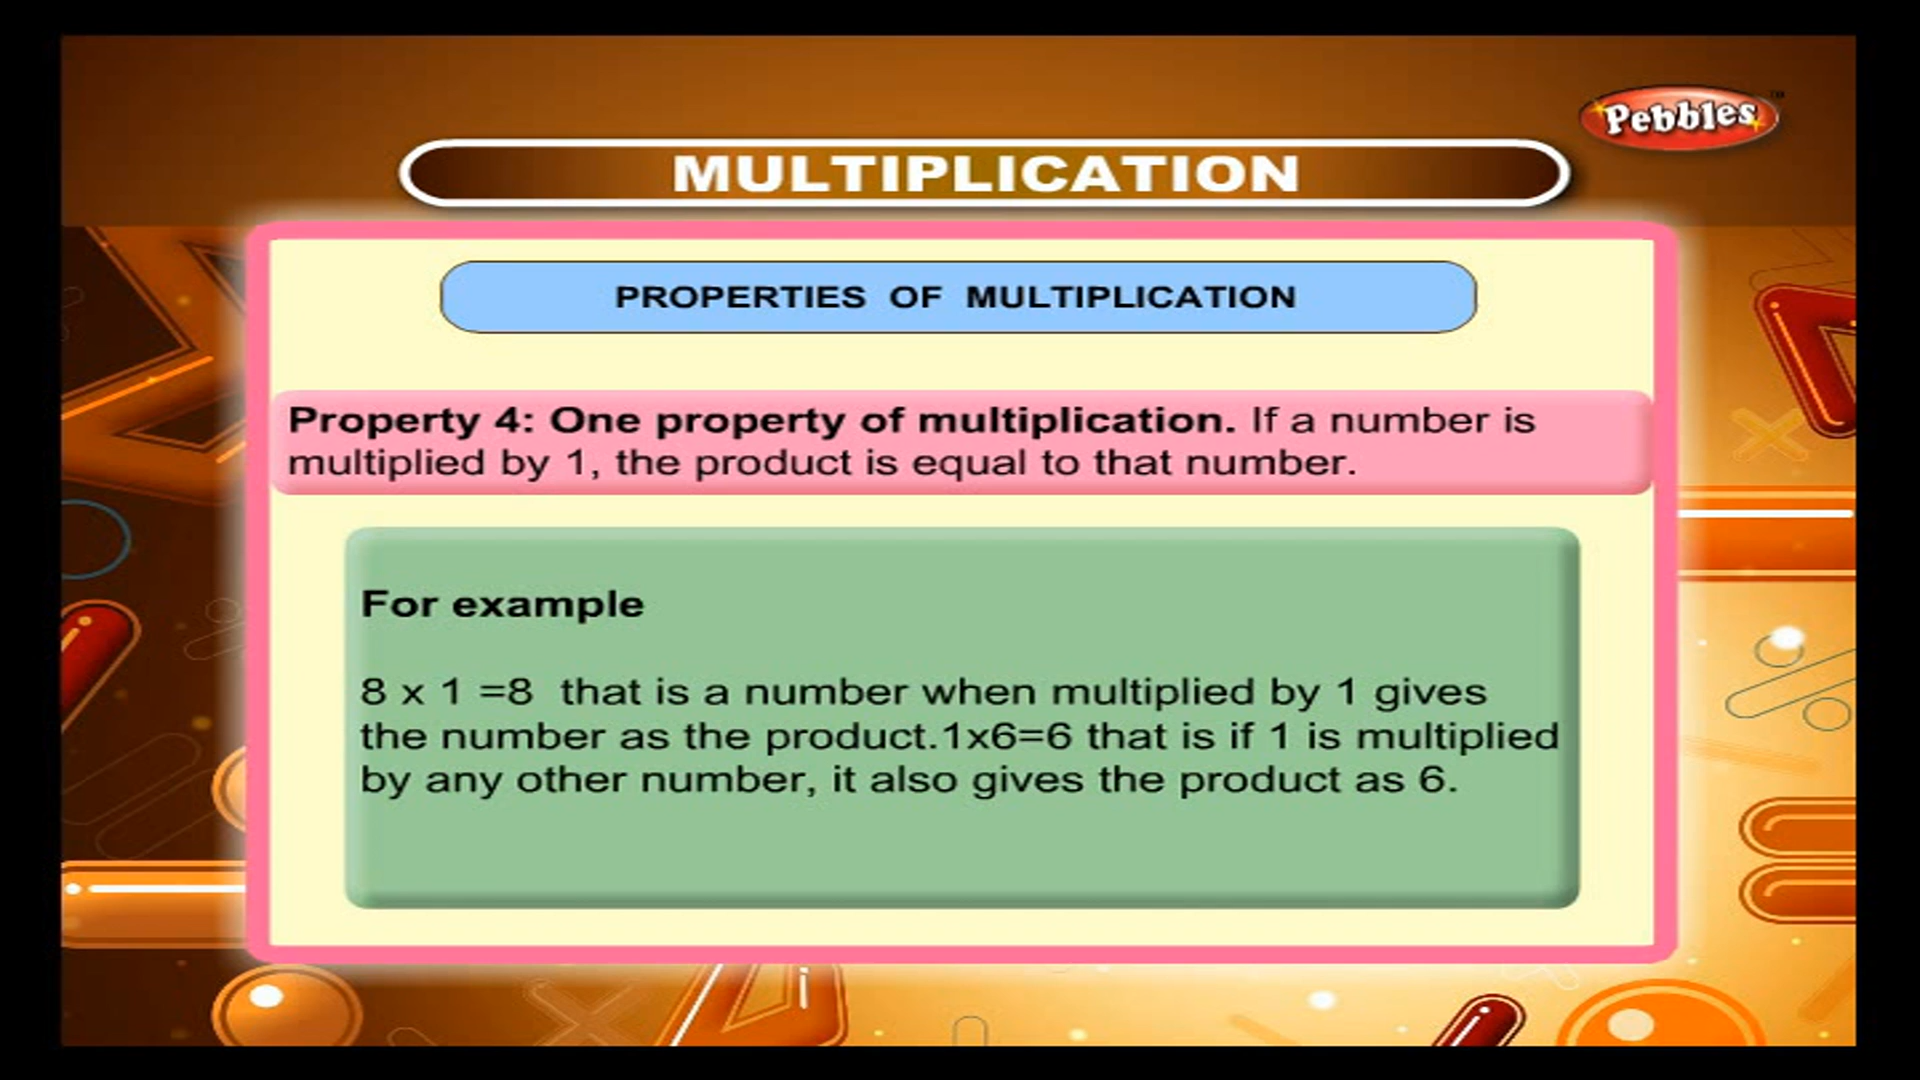 Pebbles™
MULTIPLICATION
PROPERTIES OF MULTIPLICATION
Property 4: One property of multiplication. If a number is
multiplied by 1, the product is equal to that number.
For example
8 x 1 =8 that is a number when multiplied by 1 gives
the number as the product.1x6=6 that is if 1 is multiplied
by any other number, it also gives the product as 6.